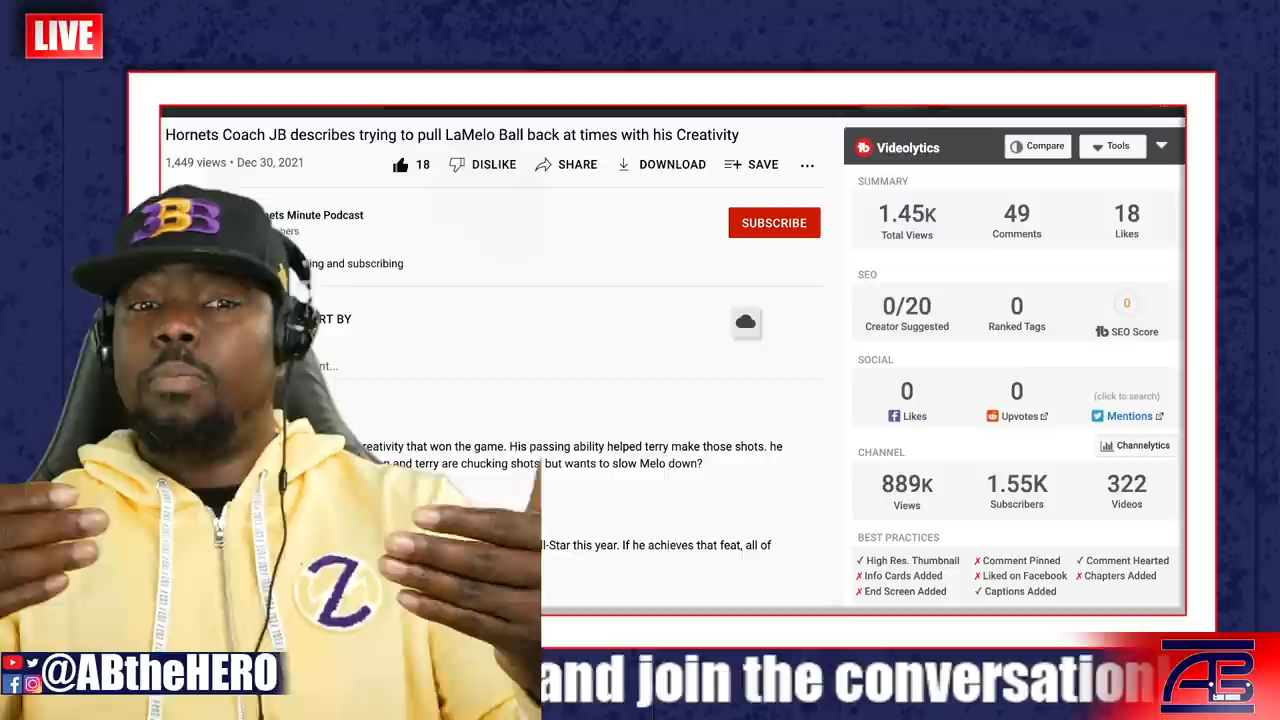 LIVE
Hornets Coach JB describes trying to pull LaMelo Ball back at times with his Creativity
1,449 views • Dec 30, 2021
18
DISLIKE
SHARE
DOWNLOAD
SAVE
...
Minute Podcast
SUBSCRIBE
and subscribing
BY
Videolytics
Compare
Tools
SUMMARY
1.45K
49
18
Total Views
Comments
Likes
SEO
0/20
0
0
Creator Suggested
Ranked Tags
SEO Score
SOCIAL
0
0
(click to search)
Likes
Upvotes
Mentions
CHANNEL
Channelytics
889K
1.55K
322
Views
Subscribers
Videos
BEST PRACTICES
✓ High Res. Thumbnail
✗ Comment Pinned
✓ Comment Hearted
✗ Info Cards Added
✗ Liked on Facebook
✗ Chapters Added
✗ End Screen Added
✓ Captions Added
that won the game. His passing ability helped terry make those shots. he
and terry are chucking shots but wants to slow Melo down?
this year. If he achieves that feat, all of
BBB
Z
@ABtheHERO
and join the conversation!
AB